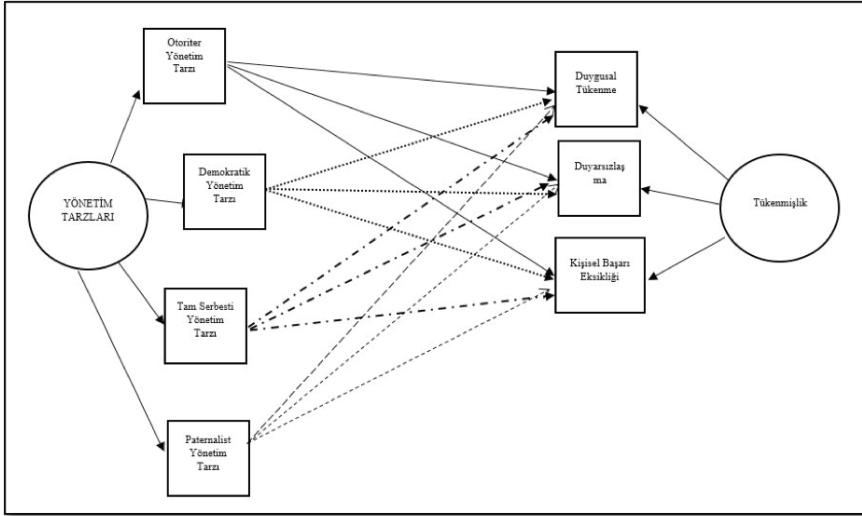 Otoriter
Yönetim
Tarzı
Duygusal
Tükenme
Demokratik
Yönetim
Tarzı
Duyarsızlaş
ma
YÖNETİM
TARZLARI
Tükenmişlik
Kişisel Başarı
Eksikliği
Tam Serbesti
Yönetim
Tarzı
Paternalist
Yönetim
Tarzı